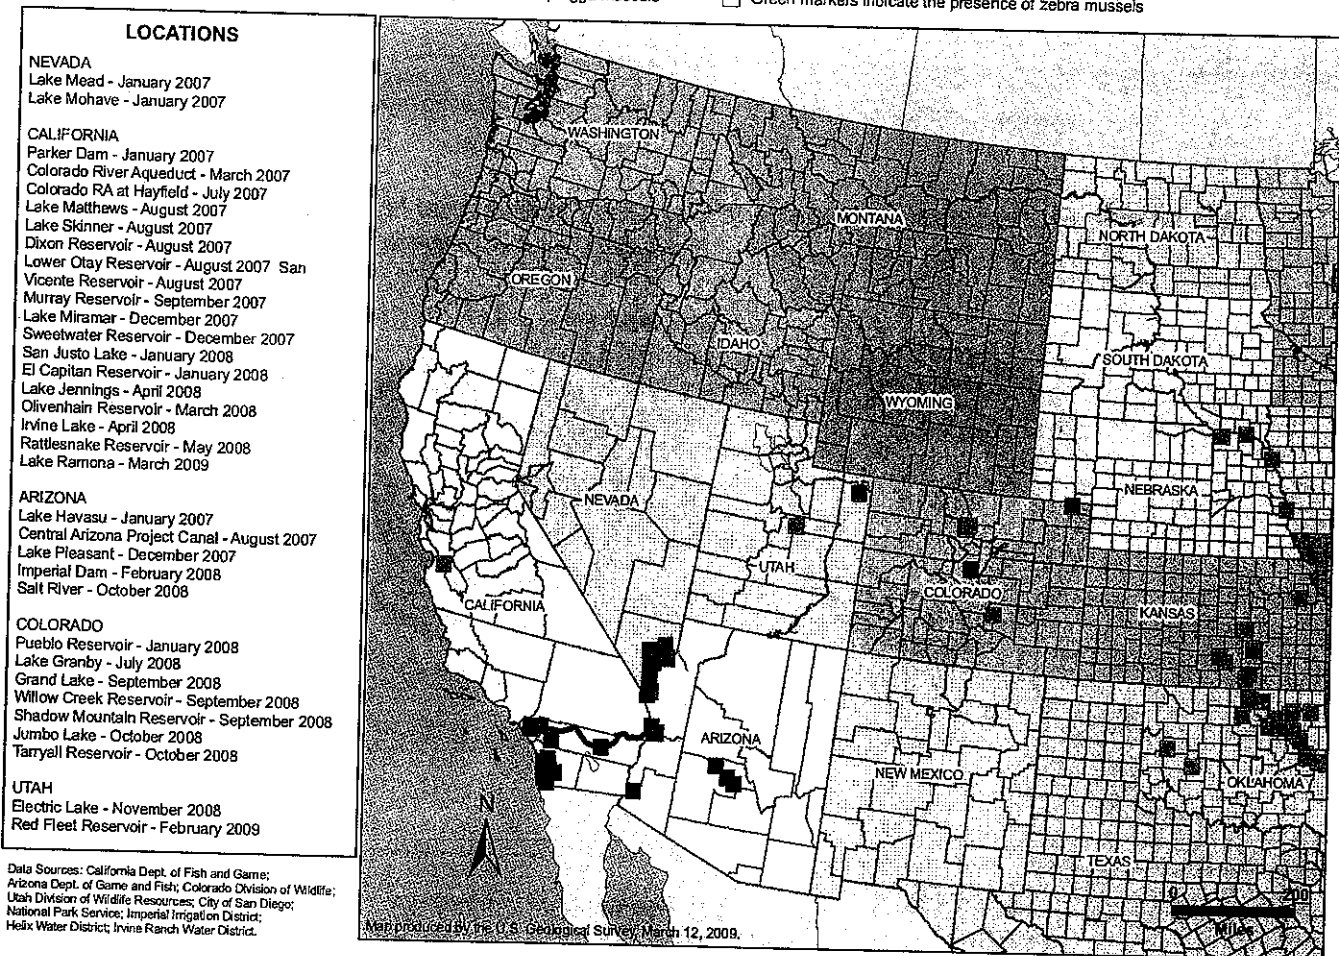 Green markers indicate the presence of zebra mussels
LOCATIONS
NEVADA
Lake Mead - January 2007
Lake Mohave - January 2007
CALIFORNIA
Parker Dam - January 2007
Colorado River Aqueduct - March 2007
Colorado RA at Hayfield - July 2007
Lake Matthews - August 2007
Lake Skinner - August 2007
Dixon Reservoir - August 2007
Lower Otay Reservoir - August 2007 San
Vicente Reservoir - August 2007
Murray Reservoir - September 2007
Lake Miramar - December 2007
Sweetwater Reservoir - December 2007
San Justo Lake - January 2008
El Capitan Reservoir - January 2008
Lake Jennings - April 2008
Olivenhain Reservoir - March 2008
Irvine Lake - April 2008
Rattlesnake Reservoir - May 2008
Lake Ramona - March 2009
ARIZONA
Lake Havasu - January 2007
Central Arizona Project Canal - August 2007
Lake Pleasant - December 2007
Imperial Dam - February 2008
Salt River - October 2008
COLORADO
Pueblo Reservoir - January 2008
Lake Granby - July 2008
Grand Lake - September 2008
Willow Creek Reservoir - September 2008
Shadow Mountain Reservoir - September 2008
Jumbo Lake - October 2008
Tarryall Reservoir - October 2008
UTAH
Electric Lake - November 2008
Red Fleet Reservoir - February 2009
Data Sources: California Dept. of Fish and Game;
Arizona Dept. of Game and Fish; Colorado Division of Wildlife;
Utah Division of Wildlife Resources; City of San Diego;
National Park Service; Imperial Irrigation District;
Helix Water District; Irvine Ranch Water District.
WASHINGTON
MONTANA
NORTH DAKOTA
OREGON
IDAHO
SOUTH DAKOTA
WYOMING
NEVADA
NEBRASKA
UTAH
COLORADO
CALIFORNIA
KANSAS
ARIZONA
NEW MEXICO
OKLAHOMA
TEXAS
N
0 200
Miles
Map produced by the U.S. Geological Survey, March 12, 2009.